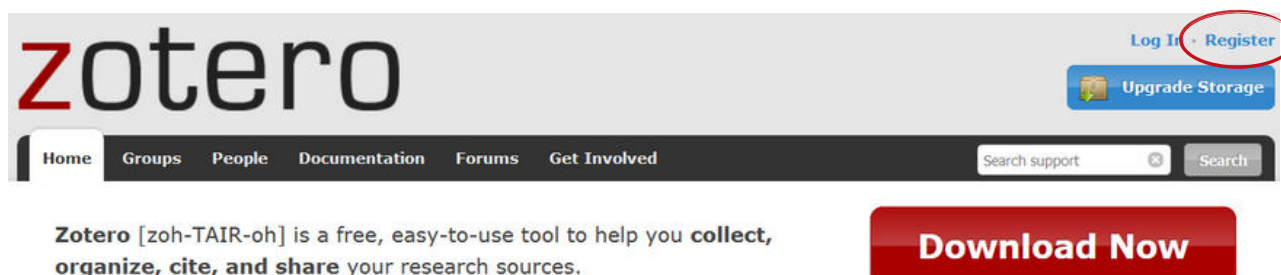 zotero
Log In · Register
Upgrade Storage
Home Groups People Documentation Forums Get Involved
Search support Search
Zotero [zoh-TAIR-oh] is a free, easy-to-use tool to help you collect,
organize, cite, and share your research sources.
Download Now